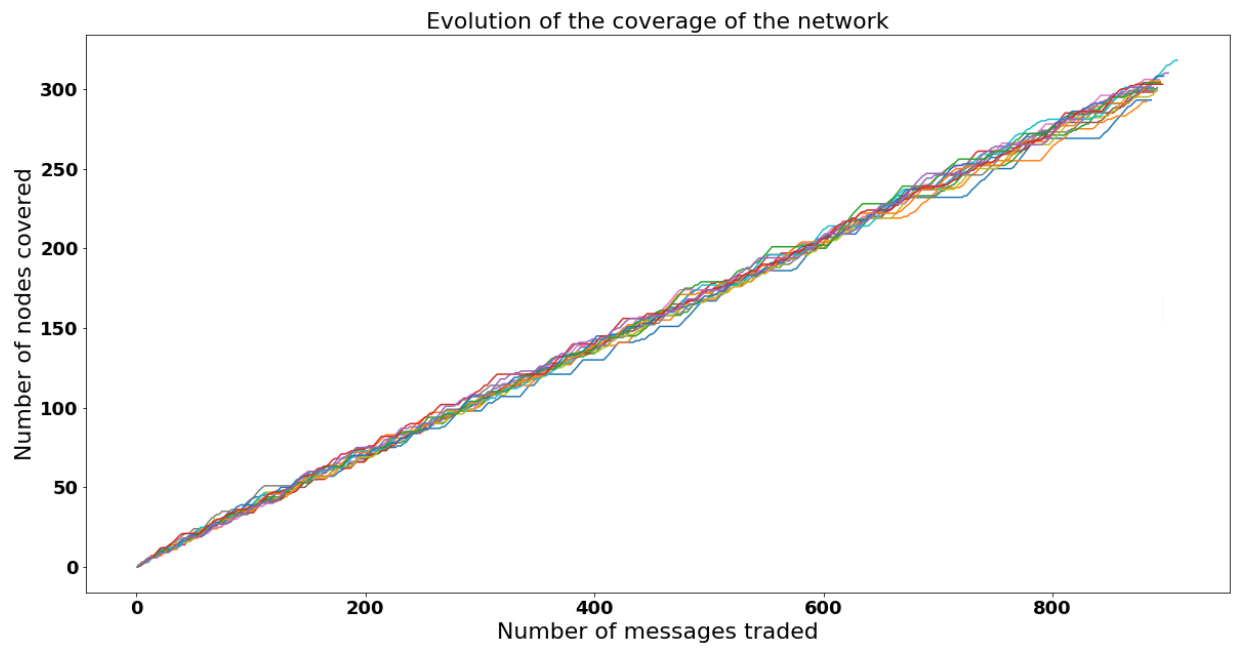 Evolution of the coverage of the network
Number of nodes covered
300
250
200
150
100
50
0
0 200 400 600 800
Number of messages traded